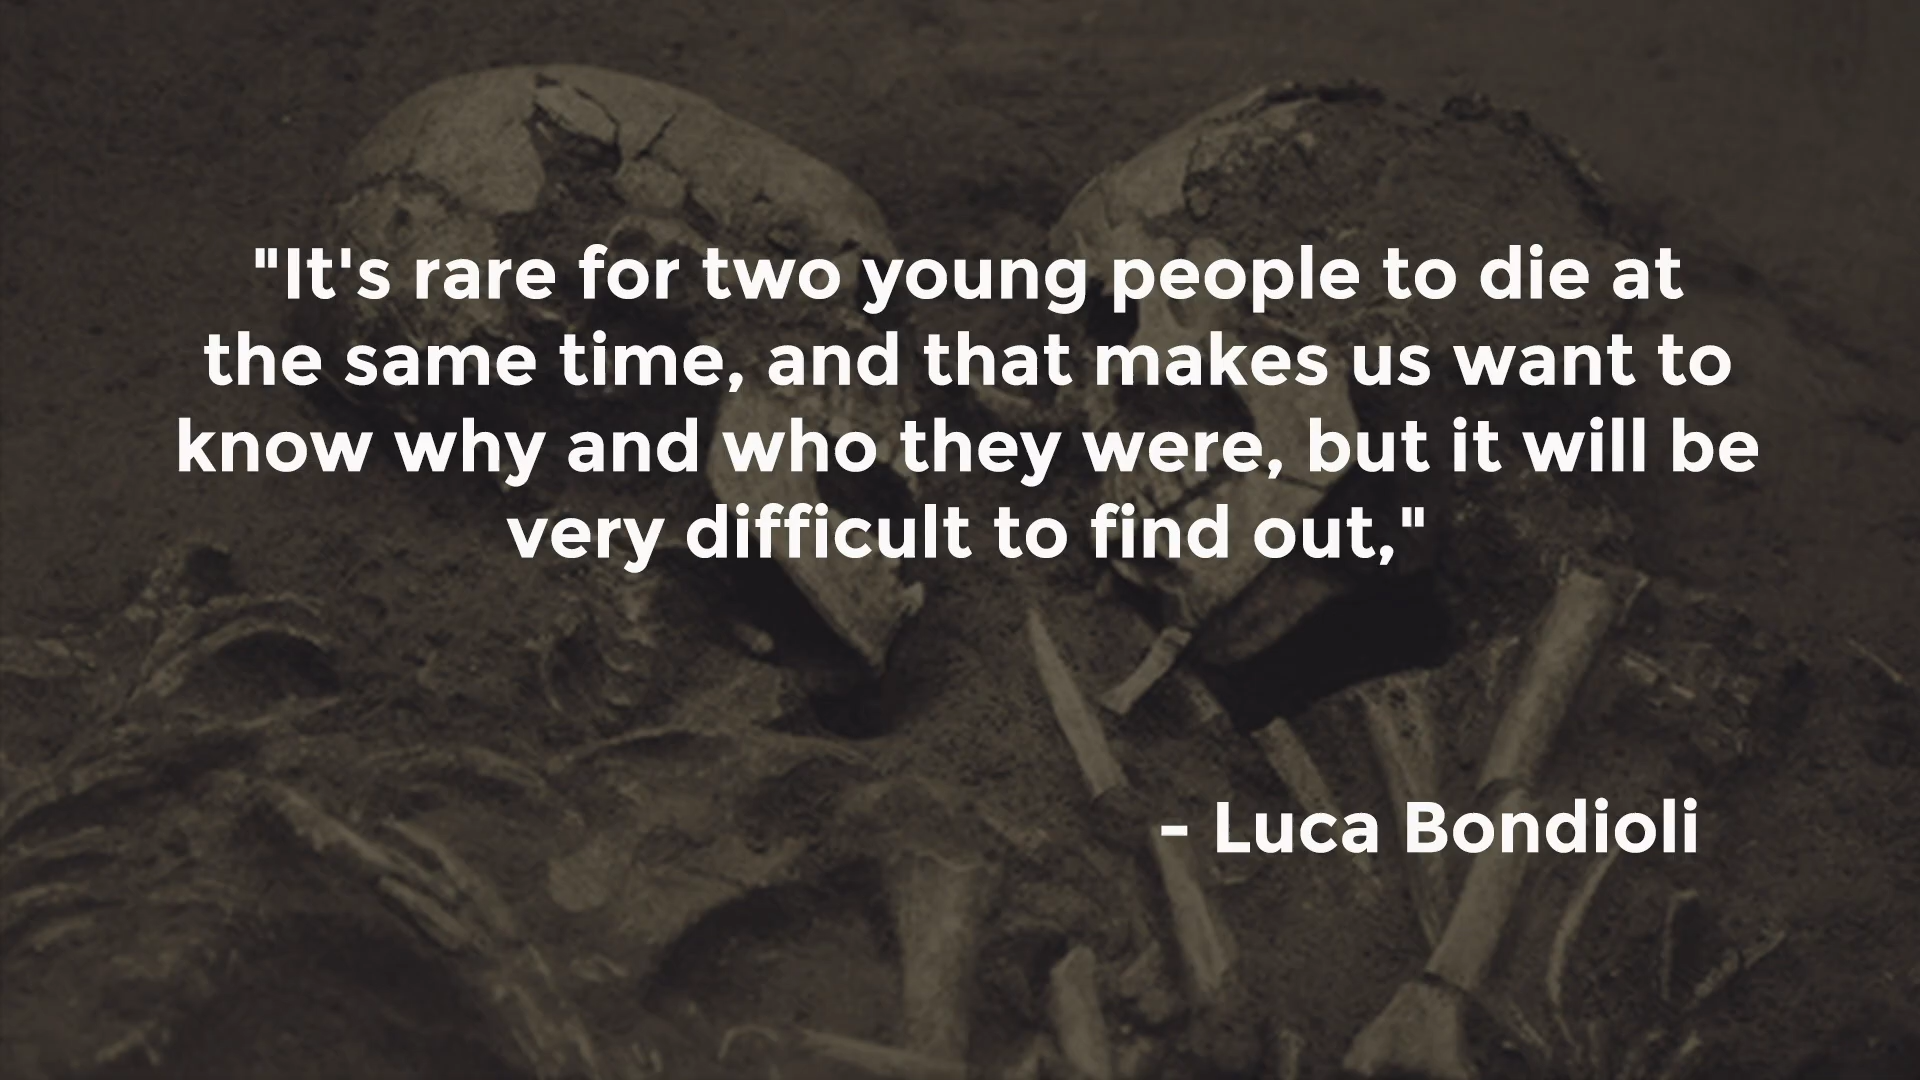 "It's rare for two young people to die at
the same time, and that makes us want to
know why and who they were, but it will be
very difficult to find out,"
- Luca Bondioli